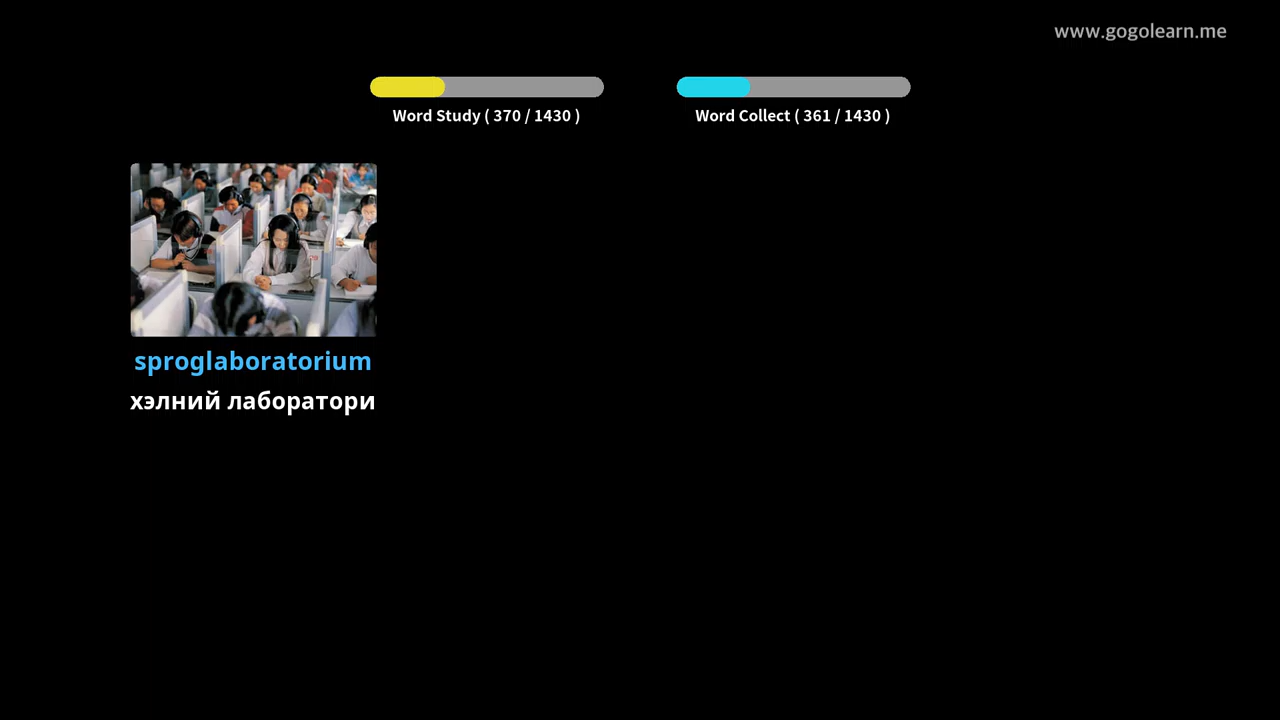 www.gogolearn.me
Word Study ( 370 / 1430 )
Word Collect ( 361 / 1430 )
sproglaboratorium
хэлний лаборатори